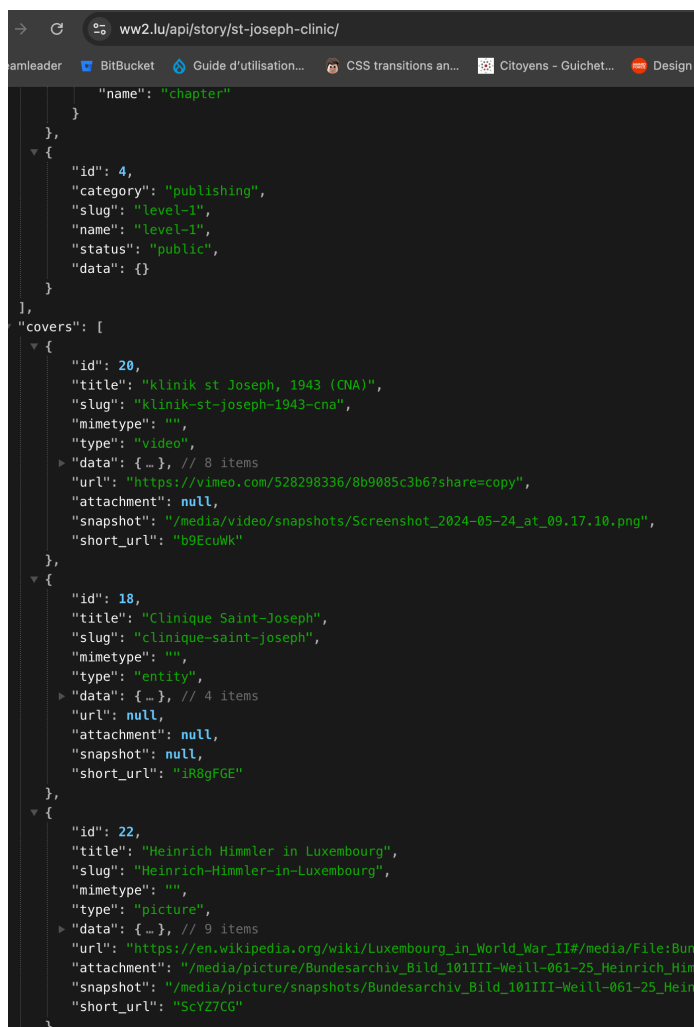 ww2.lu/api/story/st-joseph-clinic/
eamleader BitBucket Guide d'utilisation... CSS transitions an... Citoyens - Guichet... Design
"name": "chapter"
}
},
{
"id": 4,
"category": "publishing",
"slug": "level-1",
"name": "level-1",
"status": "public",
"data": {}
}
],
"covers": [
{
"id": 20,
"title": "klinik st Joseph, 1943 (CNA)",
"slug": "klinik-st-joseph-1943-cna",
"mimetype": "",
"type": "video",
"data": { … }, // 8 items
"url": "https://vimeo.com/528298336/8b9085c3b6?share=copy",
"attachment": null,
"snapshot": "/media/video/snapshots/Screenshot_2024-05-24_at_09.17.10.png",
"short_url": "b9EcuWk"
},
{
"id": 18,
"title": "Clinique Saint-Joseph",
"slug": "clinique-saint-joseph",
"mimetype": "",
"type": "entity",
"data": { … }, // 4 items
"url": null,
"attachment": null,
"snapshot": null,
"short_url": "iR8gFGE"
},
{
"id": 22,
"title": "Heinrich Himmler in Luxembourg",
"slug": "Heinrich-Himmler-in-Luxembourg",
"mimetype": "",
"type": "picture",
"data": { … }, // 9 items
"url": "https://en.wikipedia.org/wiki/Luxembourg_in_World_War_II#/media/File:Bun
"attachment": "/media/picture/Bundesarchiv_Bild_101III-Weill-061-25_Heinrich_Him
"snapshot": "/media/picture/snapshots/Bundesarchiv_Bild_101III-Weill-061-25_Hein
"short_url": "ScYZ7CG"
}